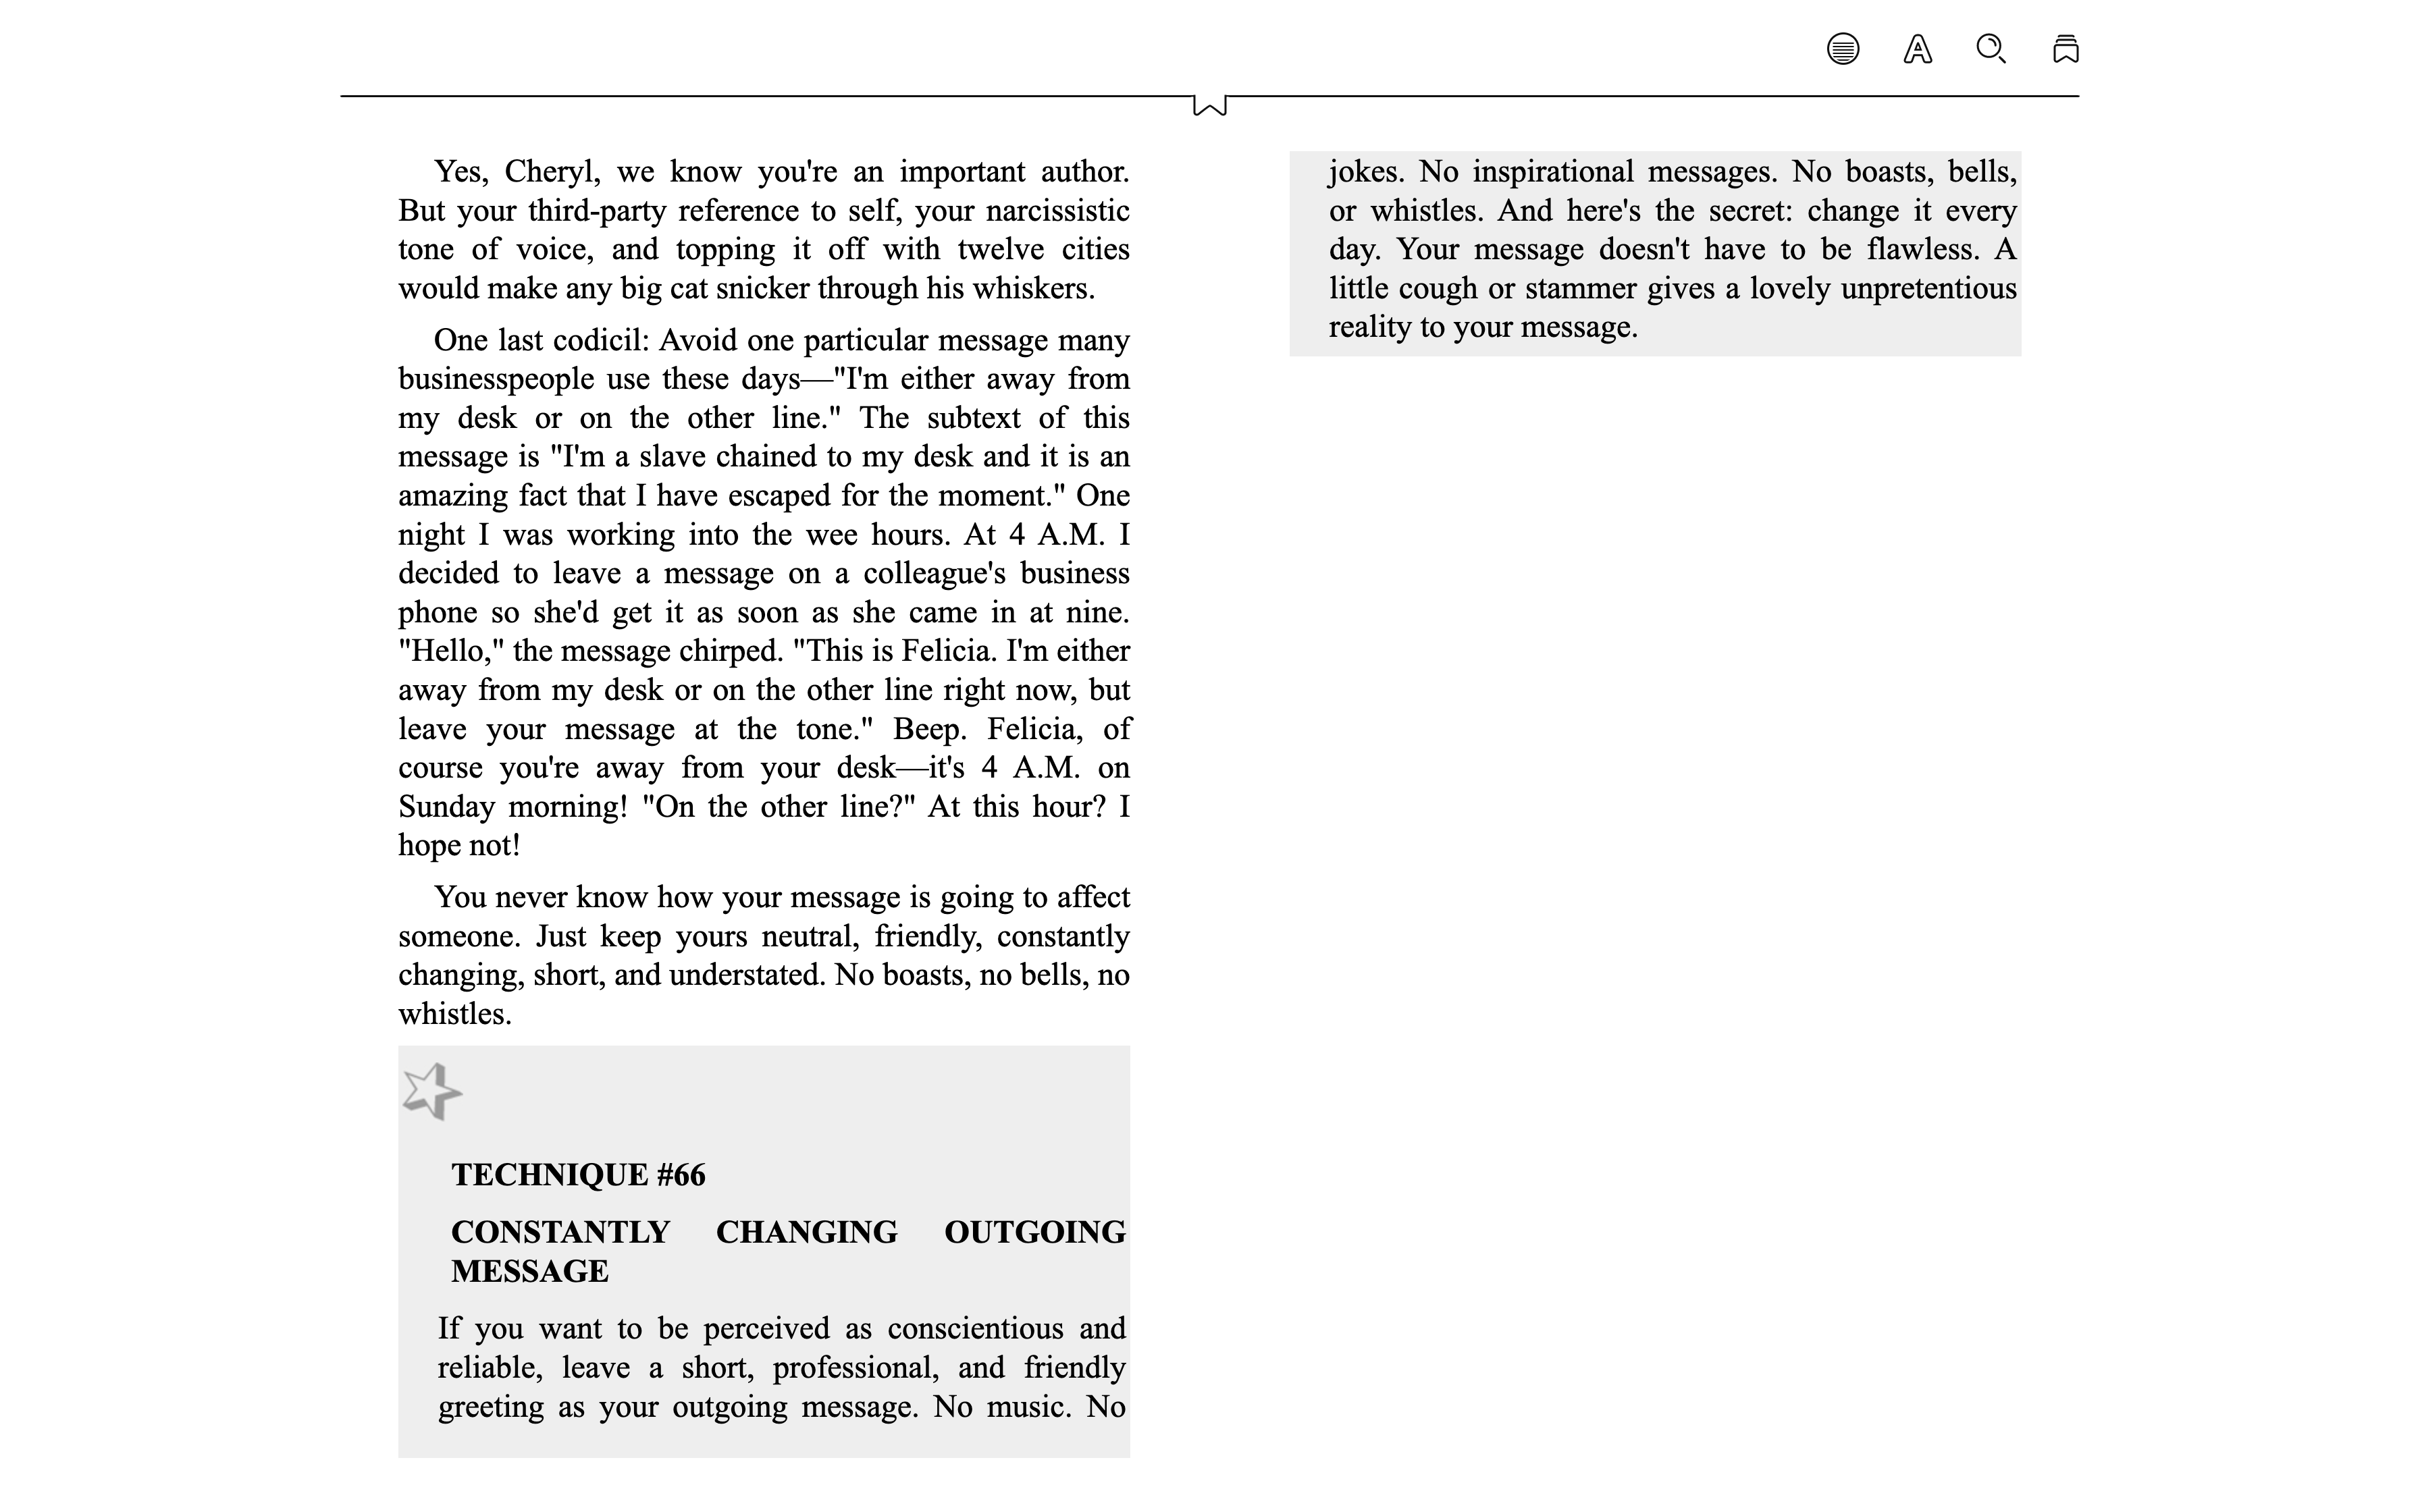 Yes, Cheryl, we know you're an important author.
But your third-party reference to self, your narcissistic
tone of voice, and topping it off with twelve cities
would make any big cat snicker through his whiskers.
One last codicil: Avoid one particular message many
businesspeople use these days—"I'm either away from
my desk or on the other line." The subtext of this
message is "I'm a slave chained to my desk and it is an
amazing fact that I have escaped for the moment." One
night I was working into the wee hours. At 4 A.M. I
decided to leave a message on a colleague's business
phone so she'd get it as soon as she came in at nine.
"Hello," the message chirped. "This is Felicia. I'm either
away from my desk or on the other line right now, but
leave your message at the tone." Beep. Felicia, of
course you're away from your desk—it's 4 A.M. on
Sunday morning! "On the other line?" At this hour? I
hope not!
You never know how your message is going to affect
someone. Just keep yours neutral, friendly, constantly
changing, short, and understated. No boasts, no bells, no
whistles.
TECHNIQUE #66
CONSTANTLY CHANGING OUTGOING
MESSAGE
If you want to be perceived as conscientious and
reliable, leave a short, professional, and friendly
greeting as your outgoing message. No music. No
jokes. No inspirational messages. No boasts, bells,
or whistles. And here's the secret: change it every
day. Your message doesn't have to be flawless. A
little cough or stammer gives a lovely unpretentious
reality to your message.